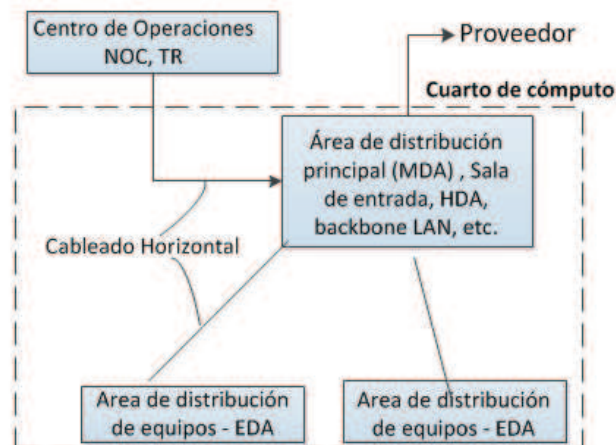 Centro de Operaciones
NOC, TR
Proveedor
Cuarto de cómputo
Área de distribución
principal (MDA) , Sala
de entrada, HDA,
backbone LAN, etc.
Cableado Horizontal
Area de distribución
de equipos - EDA
Area de distribución
de equipos - EDA